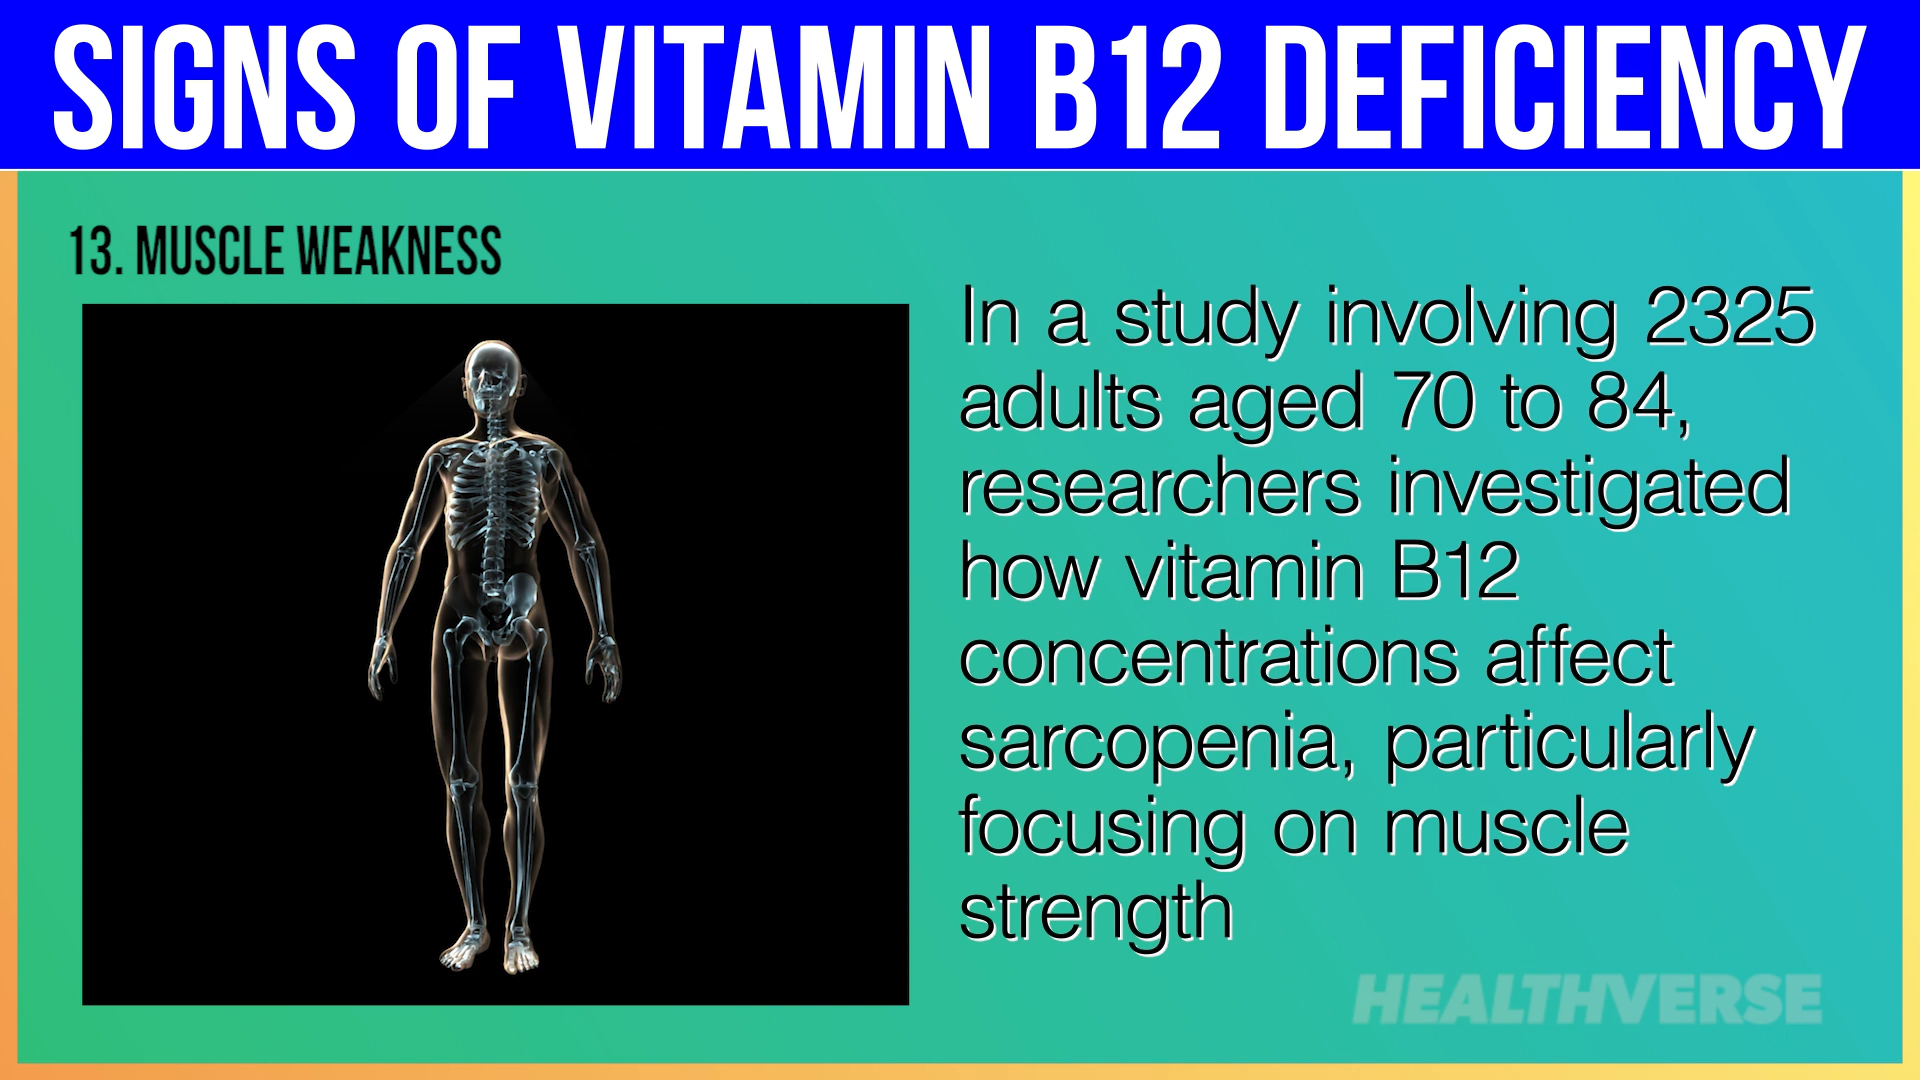 SIGNS OF VITAMIN B12 DEFICIENCY
13. MUSCLE WEAKNESS
In a study involving 2325
adults aged 70 to 84,
researchers investigated
how vitamin B12
concentrations affect
sarcopenia, particularly
focusing on muscle
strength
HEALTHVERSE